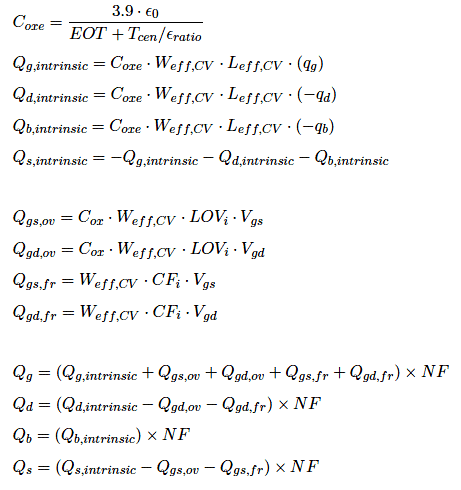 C_{oxe} = \frac{3.9 \cdot \epsilon_0}{EOT + T_{cen}/\epsilon_{ratio}}
Q_{g,intrinsic} = C_{oxe} \cdot W_{eff,CV} \cdot L_{eff,CV} \cdot (q_g)
Q_{d,intrinsic} = C_{oxe} \cdot W_{eff,CV} \cdot L_{eff,CV} \cdot (-q_d)
Q_{b,intrinsic} = C_{oxe} \cdot W_{eff,CV} \cdot L_{eff,CV} \cdot (-q_b)
Q_{s,intrinsic} = -Q_{g,intrinsic} - Q_{d,intrinsic} - Q_{b,intrinsic}
Q_{gs,ov} = C_{ox} \cdot W_{eff,CV} \cdot LOV_i \cdot V_{gs}
Q_{gd,ov} = C_{ox} \cdot W_{eff,CV} \cdot LOV_i \cdot V_{gd}
Q_{gs,fr} = W_{eff,CV} \cdot CF_i \cdot V_{gs}
Q_{gd,fr} = W_{eff,CV} \cdot CF_i \cdot V_{gd}
Q_g = (Q_{g,intrinsic} + Q_{gs,ov} + Q_{gd,ov} + Q_{gs,fr} + Q_{gd,fr}) \times NF
Q_d = (Q_{d,intrinsic} - Q_{gd,ov} - Q_{gd,fr}) \times NF
Q_b = (Q_{b,intrinsic}) \times NF
Q_s = (Q_{s,intrinsic} - Q_{gs,ov} - Q_{gs,fr}) \times NF